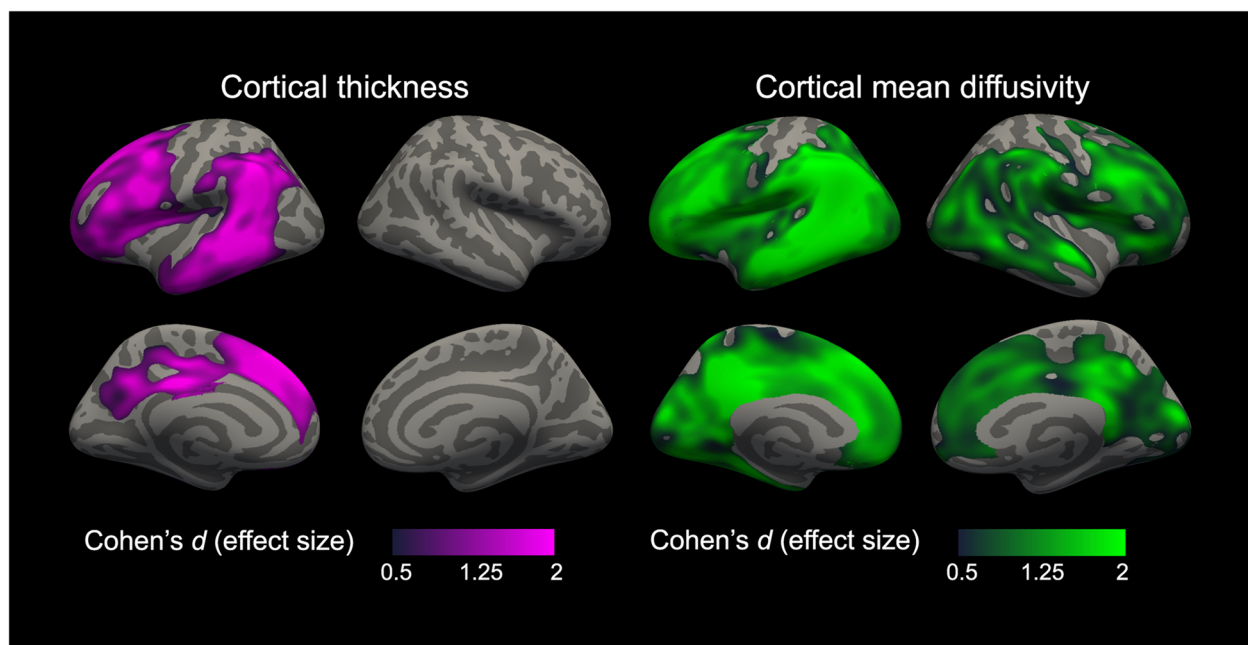 Cortical thickness
Cortical mean diffusivity
Cohen's d (effect size)
0.5 1.25 2
Cohen's d (effect size)
0.5 1.25 2